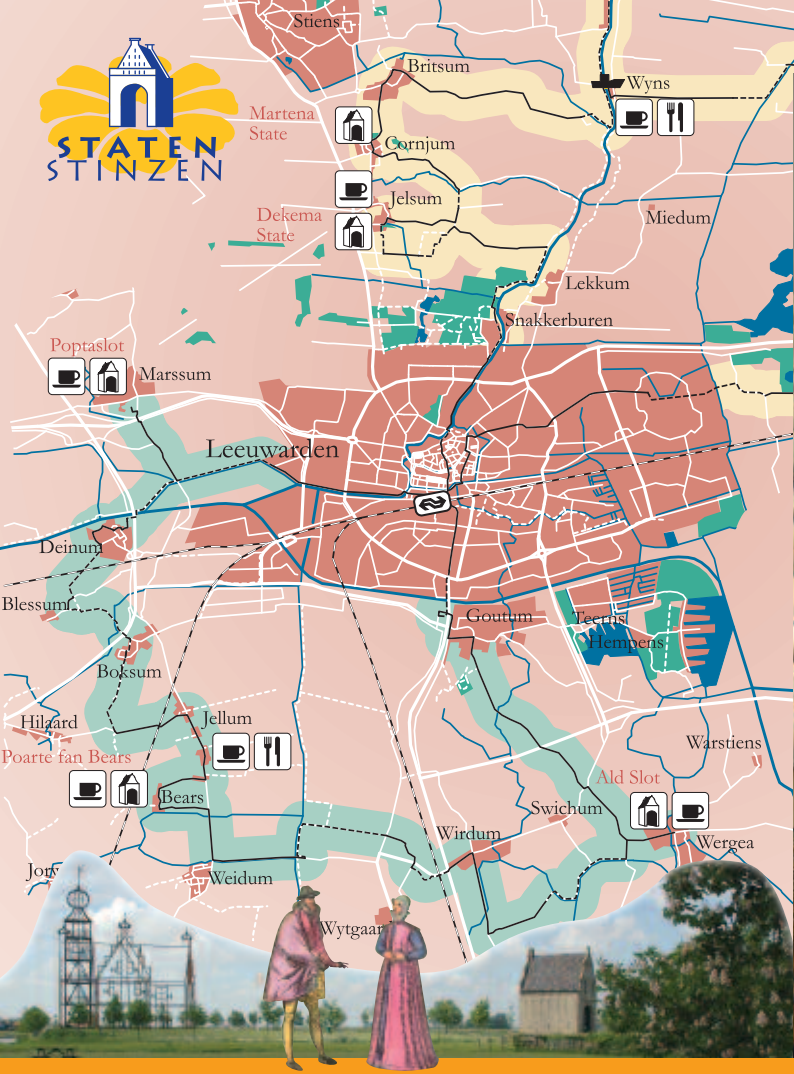 Stiens
Britsum
Wyns
STATEN
STINZEN
Martena
State
Cornjum
Jelsum
Dekema
State
Miedum
Lekkum
Snakkerburen
Poptaslot
Marssum
Leeuwarden
Deinum
Blessum
Goutum
Teerns
Hempens
Boksum
Hilaard
Jellum
Poarte fan Bears
Warstiens
Ald Slot
Bears
Swichum
Wirdum
Wergea
Weidum
Wytgaar